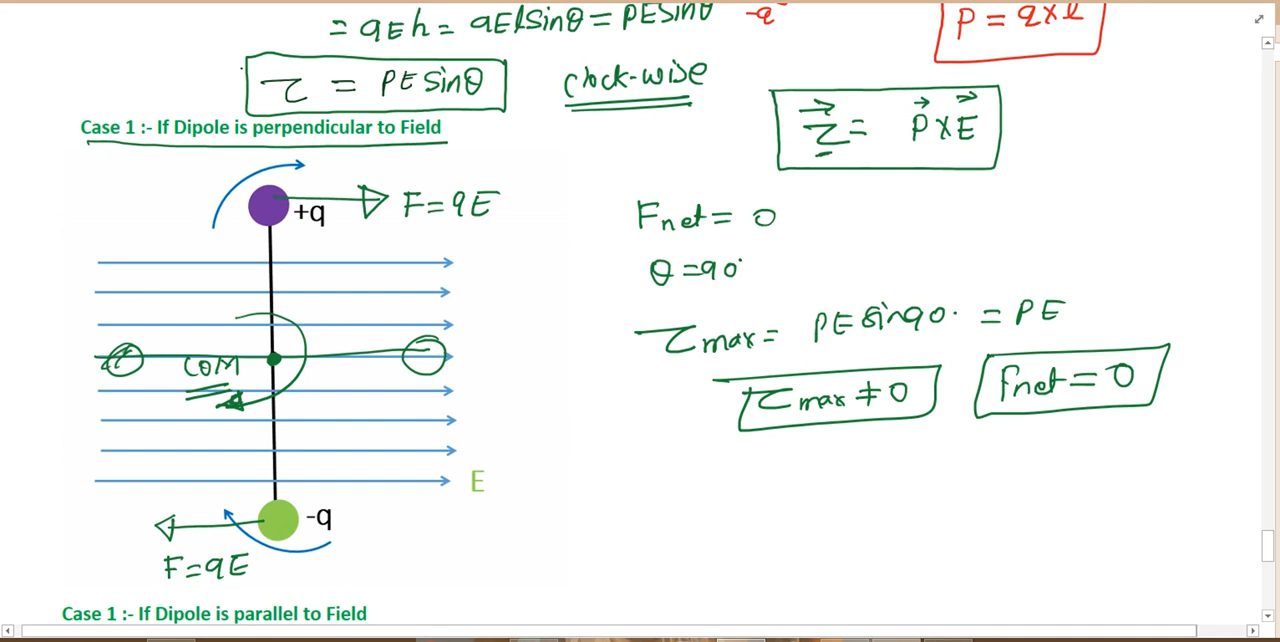 = qEh = qElSinθ = PESinθ
-q
P = q×l
τ = PESinθ
Clock-wise
τ = P×E
Case 1 :- If Dipole is perpendicular to Field
+q
F=qE
Fnet = 0
θ=90°
τmax = PE Sin90° = PE
COM
τmax ≠ 0
Fnet = 0
E
-q
F=qE
Case 1 :- If Dipole is parallel to Field